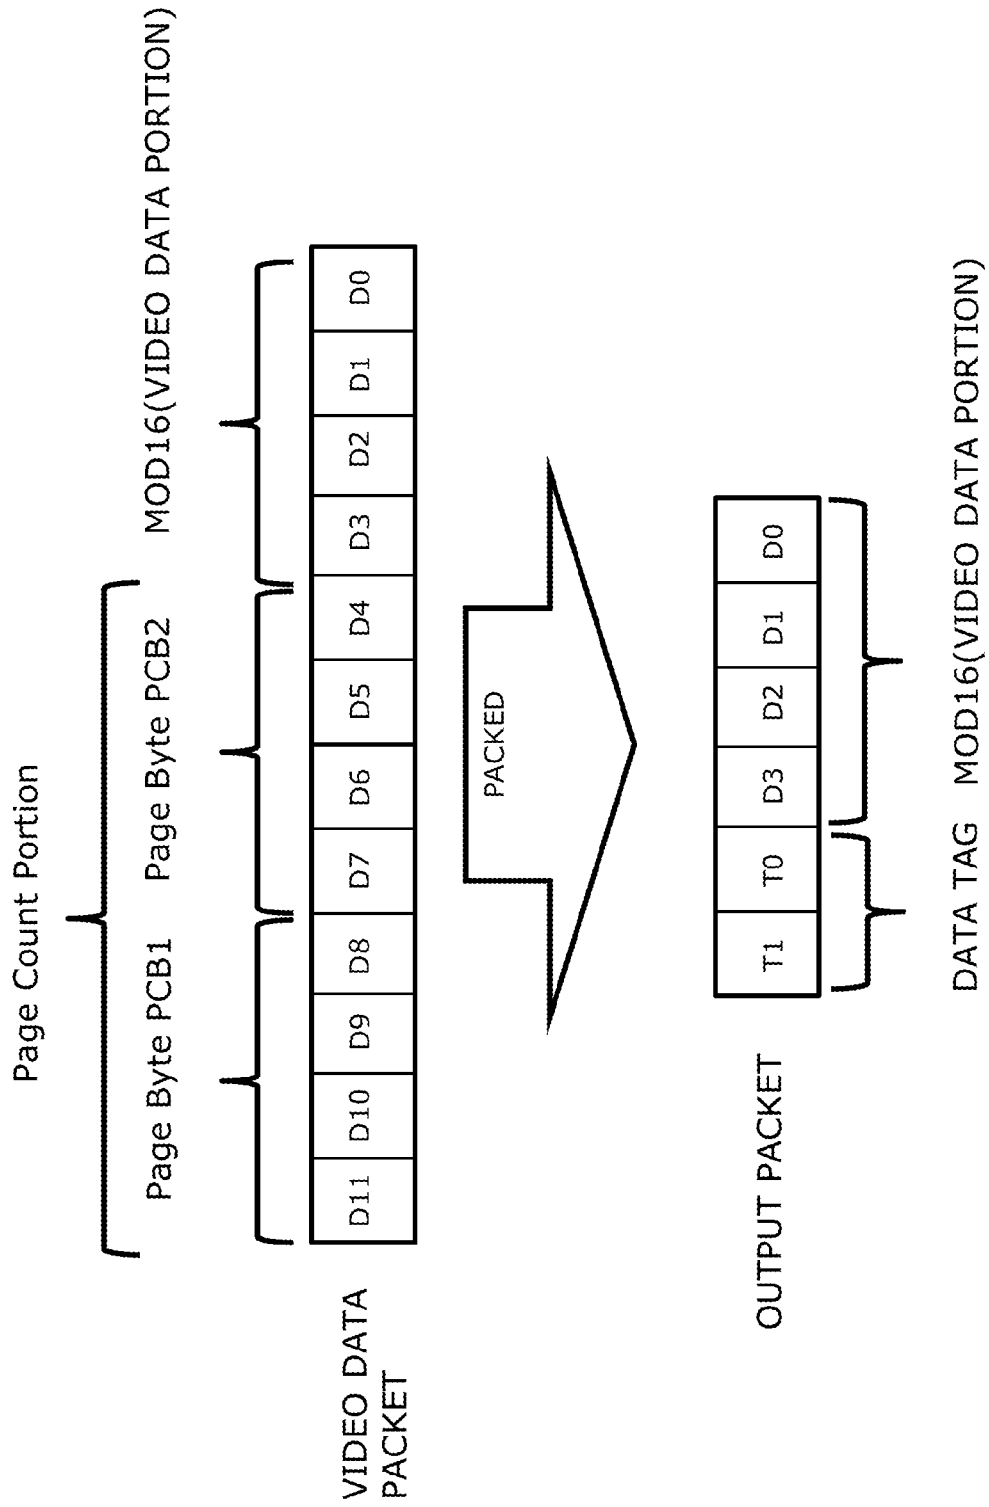 Page Count Portion
Page Byte PCB1
Page Byte PCB2
MOD16(VIDEO DATA PORTION)
VIDEO DATA
PACKET
D11 D10 D9 D8 D7 D6 D5 D4 D3 D2 D1 D0
PACKED
OUTPUT PACKET
T1 T0 D3 D2 D1 D0
DATA TAG
MOD16(VIDEO DATA PORTION)